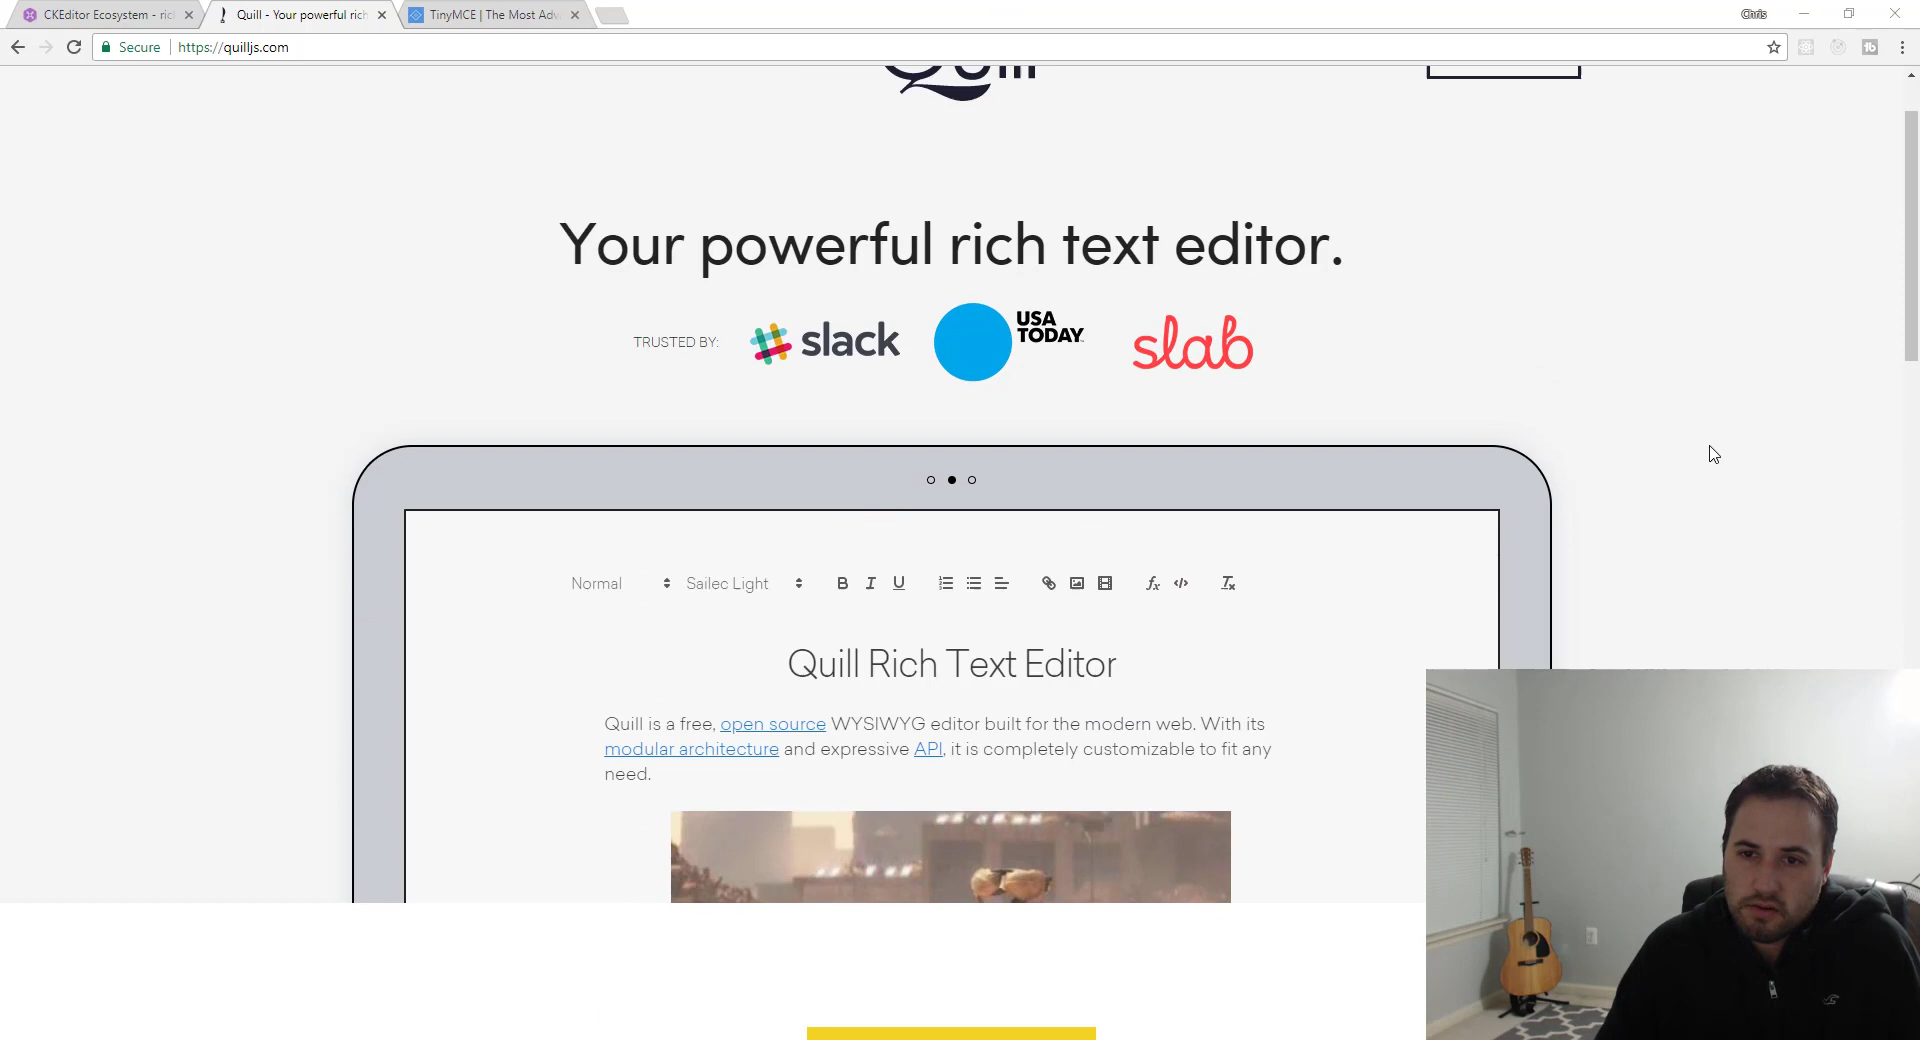 CKEditor Ecosystem - ric
Quill - Your powerful rich
TinyMCE | The Most Adv
Chris
Secure
https://quilljs.com
Quill
Your powerful rich text editor.
TRUSTED BY:
slack
USA
TODAY
slab
Normal
Sailec Light
B I U
fx </> Tx
Quill Rich Text Editor
Quill is a free, open source WYSIWYG editor built for the modern web. With its
modular architecture and expressive API, it is completely customizable to fit any
need.